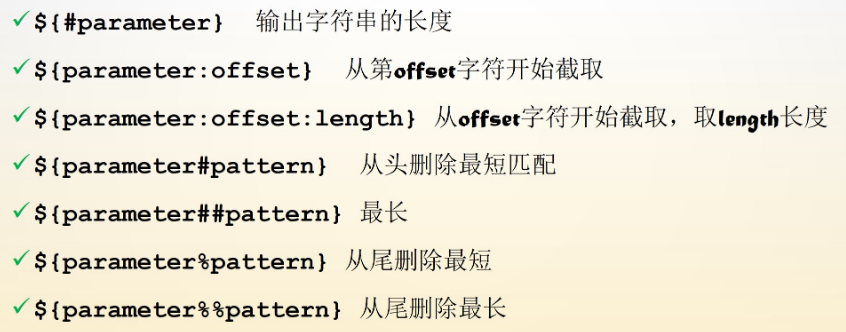 ✓${#parameter} 输出字符串的长度
✓${parameter:offset} 从第offset字符开始截取
✓${parameter:offset:length} 从offset字符开始截取，取length长度
✓${parameter#pattern} 从头删除最短匹配
✓${parameter##pattern} 最长
✓${parameter%pattern} 从尾删除最短
✓${parameter%%pattern} 从尾删除最长